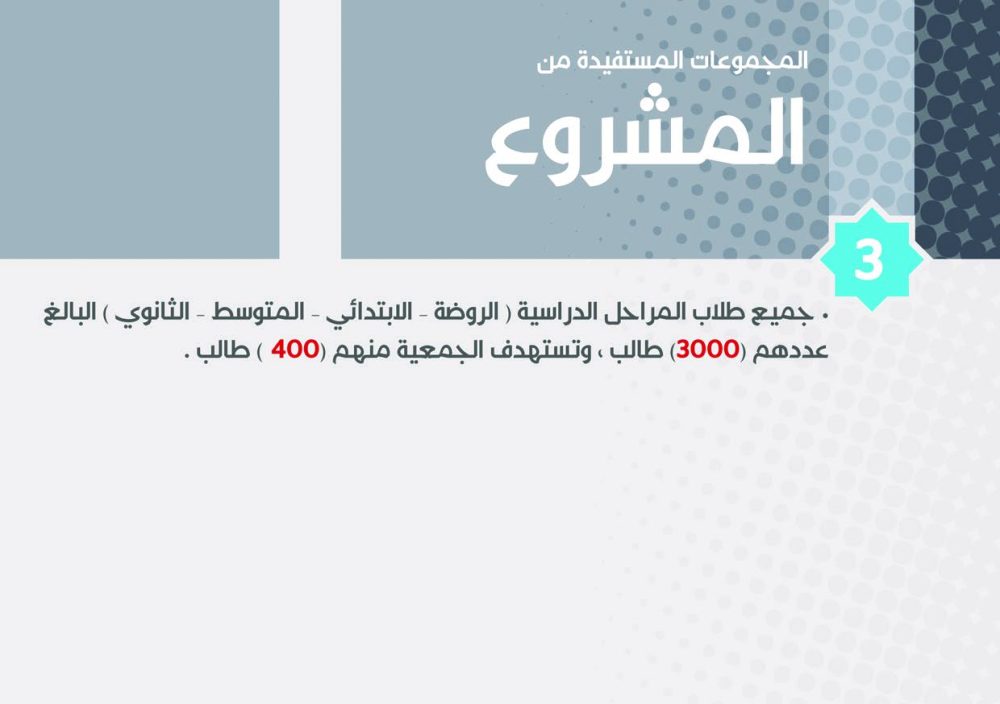 المجموعات المستفيدة من
المشروع
3
• جميع طلاب المراحل الدراسية ( الروضة - الابتدائي - المتوسط - الثانوي ) البالغ
عددهم (3000) طالب ، وتستهدف الجمعية منهم (400 ) طالب .